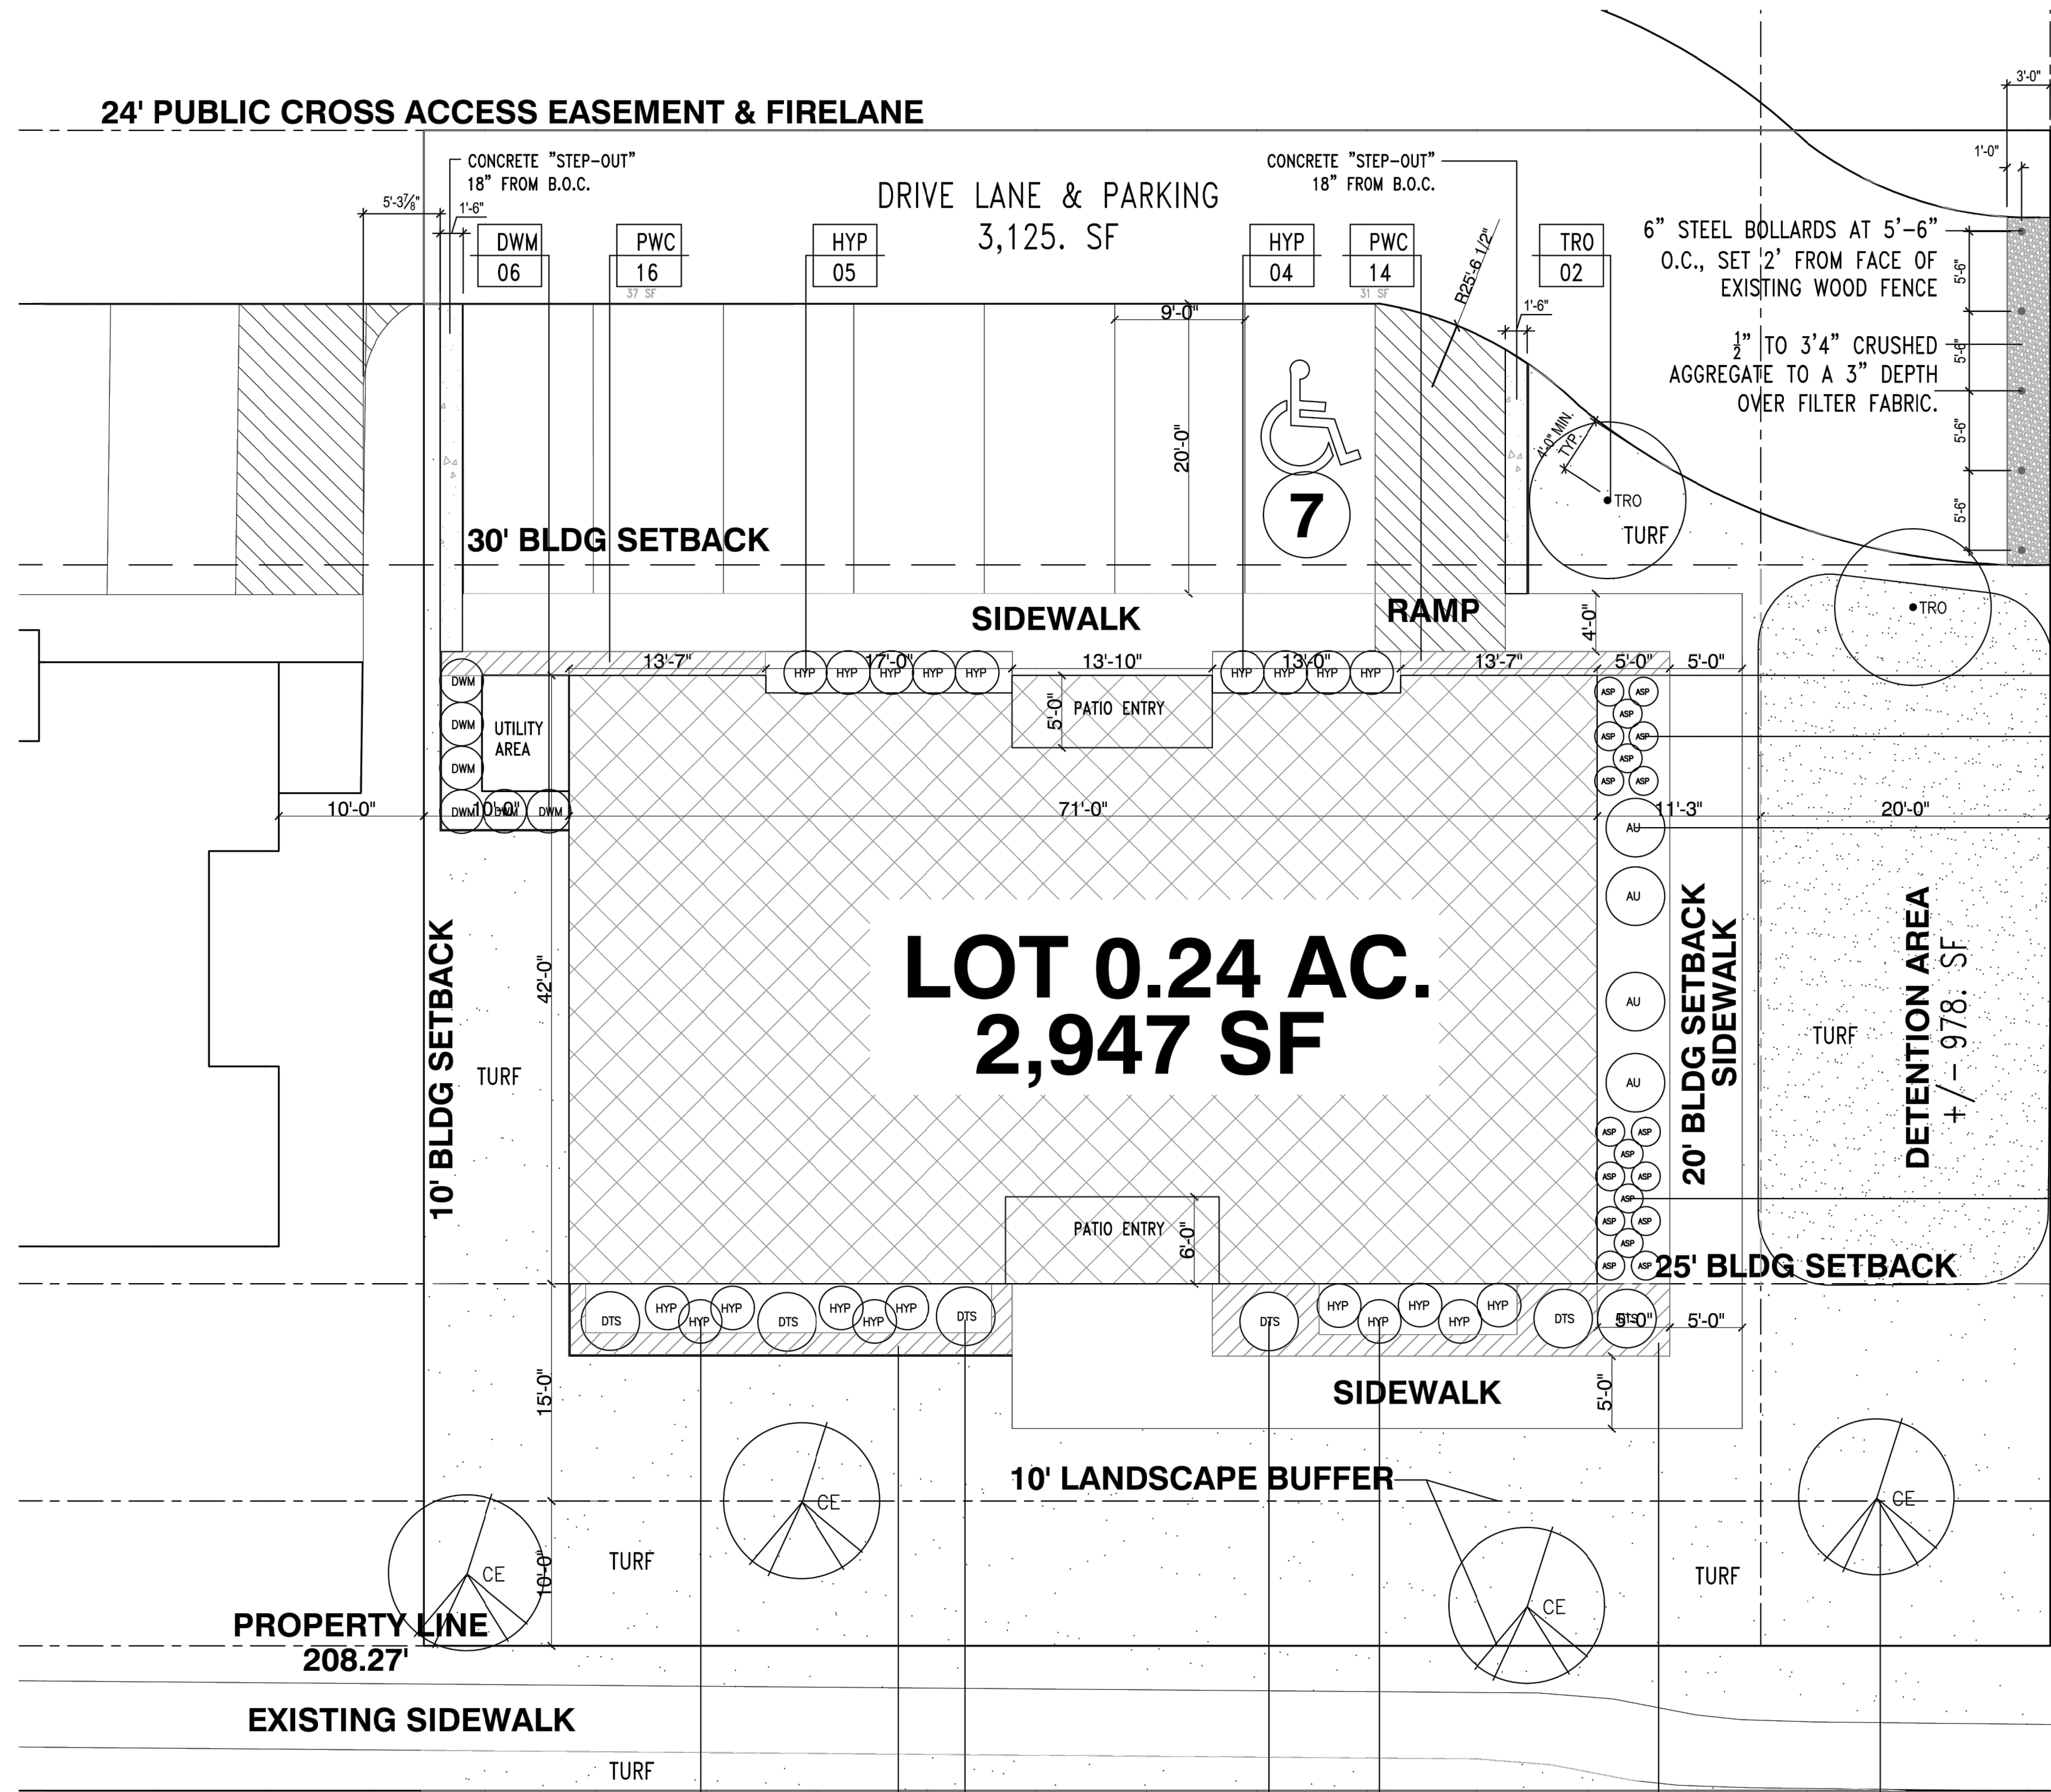 3'-0"
24' PUBLIC CROSS ACCESS EASEMENT & FIRELANE
1'-0"
CONCRETE "STEP-OUT"
18" FROM B.O.C.
CONCRETE "STEP-OUT"
18" FROM B.O.C.
DRIVE LANE & PARKING
3,125. SF
5'-3⅞"
1'-6"
DWM
06
PWC
16
37 SF
HYP
05
HYP
04
PWC
14
31 SF
TRO
02
R25'-6 1/2"
1'-6"
6" STEEL BOLLARDS AT 5'-6"
O.C., SET 2' FROM FACE OF
EXISTING WOOD FENCE
½" TO 3'4" CRUSHED
AGGREGATE TO A 3" DEPTH
OVER FILTER FABRIC.
5'-6"
5'-6"
5'-6"
5'-6"
9'-0"
20'-0"
7
4'-0" MIN.
TYP.
TRO
TURF
30' BLDG SETBACK
SIDEWALK
RAMP
4'-0"
TRO
13'-7"
17'-0"
13'-10"
13'-0"
13'-7"
5'-0"
5'-0"
HYP
HYP
HYP
HYP
HYP
HYP
HYP
HYP
HYP
DWM
DWM
DWM
DWM
DWM
DWM
UTILITY
AREA
5'-0"
PATIO ENTRY
ASP
ASP
ASP
ASP
ASP
ASP
ASP
ASP
10'-0"
10'-0"
71'-0"
11'-3"
20'-0"
AU
AU
AU
AU
LOT 0.24 AC.
2,947 SF
10' BLDG SETBACK
42'-0"
TURF
20' BLDG SETBACK
SIDEWALK
TURF
DETENTION AREA
+/- 978. SF
ASP
ASP
ASP
ASP
ASP
ASP
ASP
ASP
ASP
ASP
ASP
PATIO ENTRY
6'-0"
25' BLDG SETBACK
DTS
HYP
HYP
HYP
DTS
HYP
HYP
HYP
DTS
DTS
HYP
HYP
HYP
HYP
HYP
DTS
DTS
5'-0"
5'-0"
15'-0"
SIDEWALK
5'-0"
10' LANDSCAPE BUFFER
CE
CE
CE
CE
10'-0"
TURF
TURF
PROPERTY LINE
208.27'
EXISTING SIDEWALK
TURF